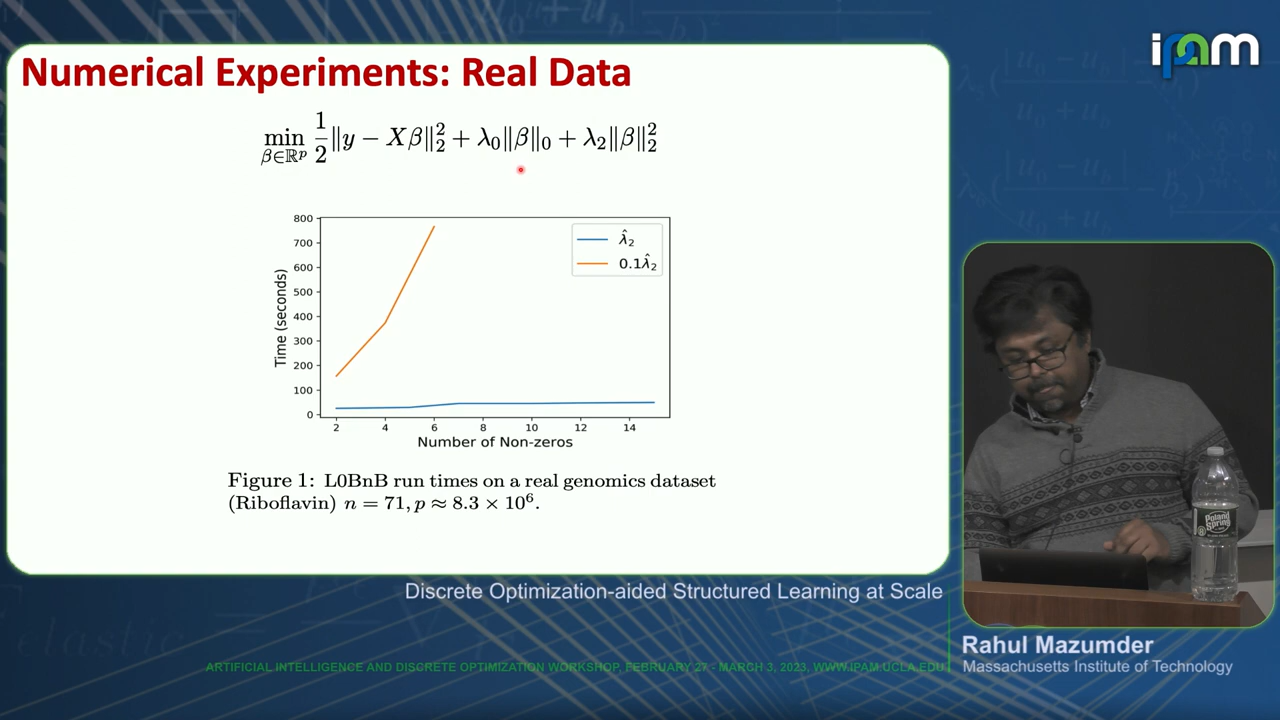 ipam
Numerical Experiments: Real Data
min β∈ℝᵖ 1/2 ‖y − Xβ‖₂² + λ₀‖β‖₀ + λ₂‖β‖₂²
800
700
600
500
400
300
200
100
0
Time (seconds)
λ̂₂
0.1λ̂₂
2 4 6 8 10 12 14
Number of Non-zeros
Figure 1: L0BnB run times on a real genomics dataset
(Riboflavin) n = 71, p ≈ 8.3 × 10⁶.
POLAND SPRING
Discrete Optimization-aided Structured Learning at Scale
elastic
Rahul Mazumder
Massachusetts Institute of Technology
ARTIFICIAL INTELLIGENCE AND DISCRETE OPTIMIZATION WORKSHOP, FEBRUARY 27 - MARCH 3, 2023, WWW.IPAM.UCLA.EDU